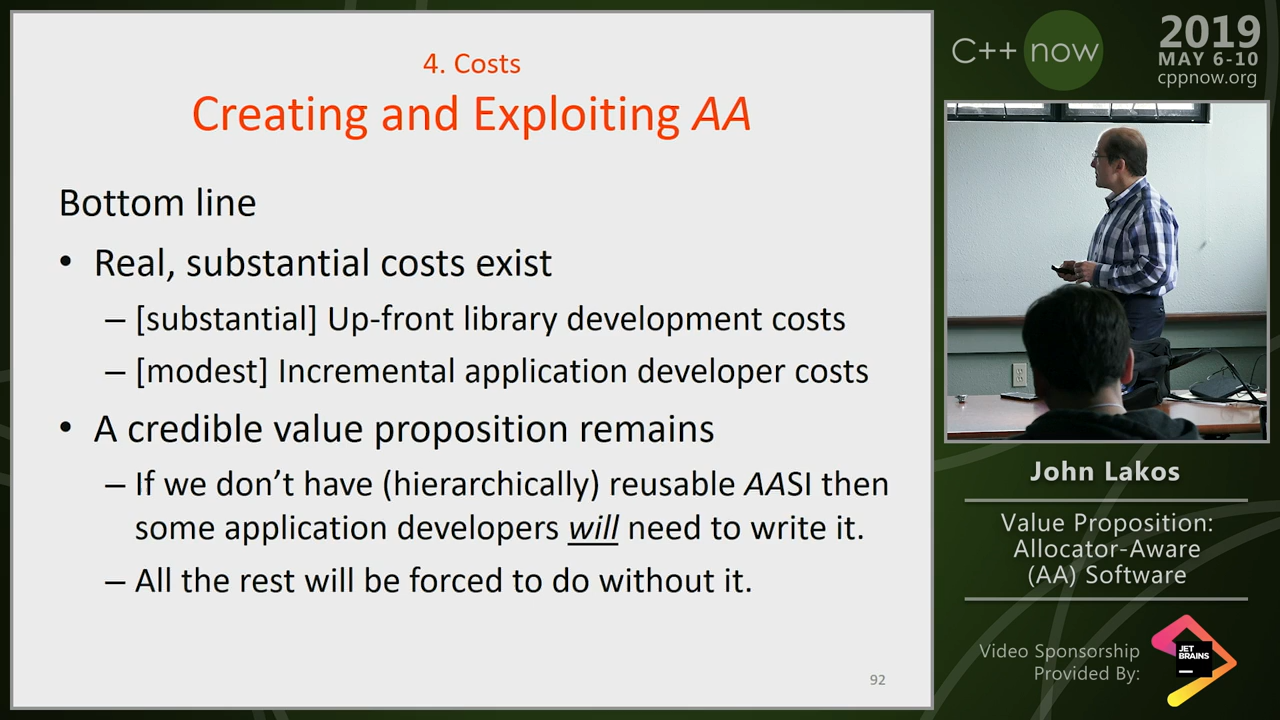 4. Costs
Creating and Exploiting AA
Bottom line
• Real, substantial costs exist
– [substantial] Up-front library development costs
– [modest] Incremental application developer costs
• A credible value proposition remains
– If we don’t have (hierarchically) reusable AASI then
some application developers will need to write it.
– All the rest will be forced to do without it.
92
C++ now
2019
MAY 6-10
cppnow.org
John Lakos
Value Proposition:
Allocator-Aware
(AA) Software
Video Sponsorship
Provided By:
JET
BRAINS